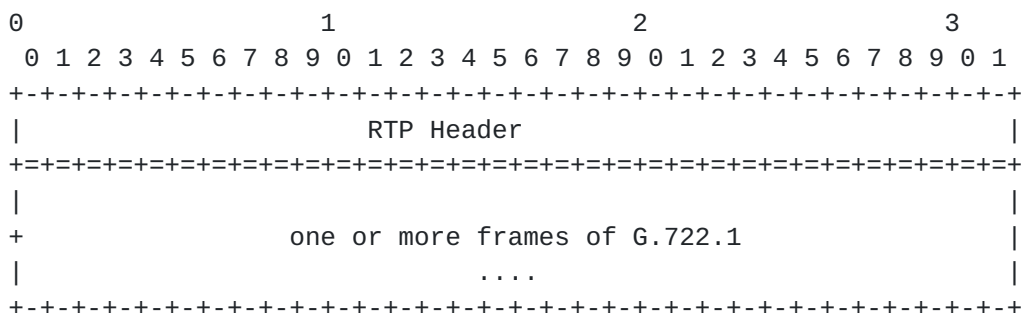 0                   1                   2                   3
 0 1 2 3 4 5 6 7 8 9 0 1 2 3 4 5 6 7 8 9 0 1 2 3 4 5 6 7 8 9 0 1
+-+-+-+-+-+-+-+-+-+-+-+-+-+-+-+-+-+-+-+-+-+-+-+-+-+-+-+-+-+-+-+-+
|                      RTP Header                               |
+=+=+=+=+=+=+=+=+=+=+=+=+=+=+=+=+=+=+=+=+=+=+=+=+=+=+=+=+=+=+=+=+
|                                                               |
+                 one or more frames of G.722.1                 |
|                             ....                              |
+-+-+-+-+-+-+-+-+-+-+-+-+-+-+-+-+-+-+-+-+-+-+-+-+-+-+-+-+-+-+-+-+